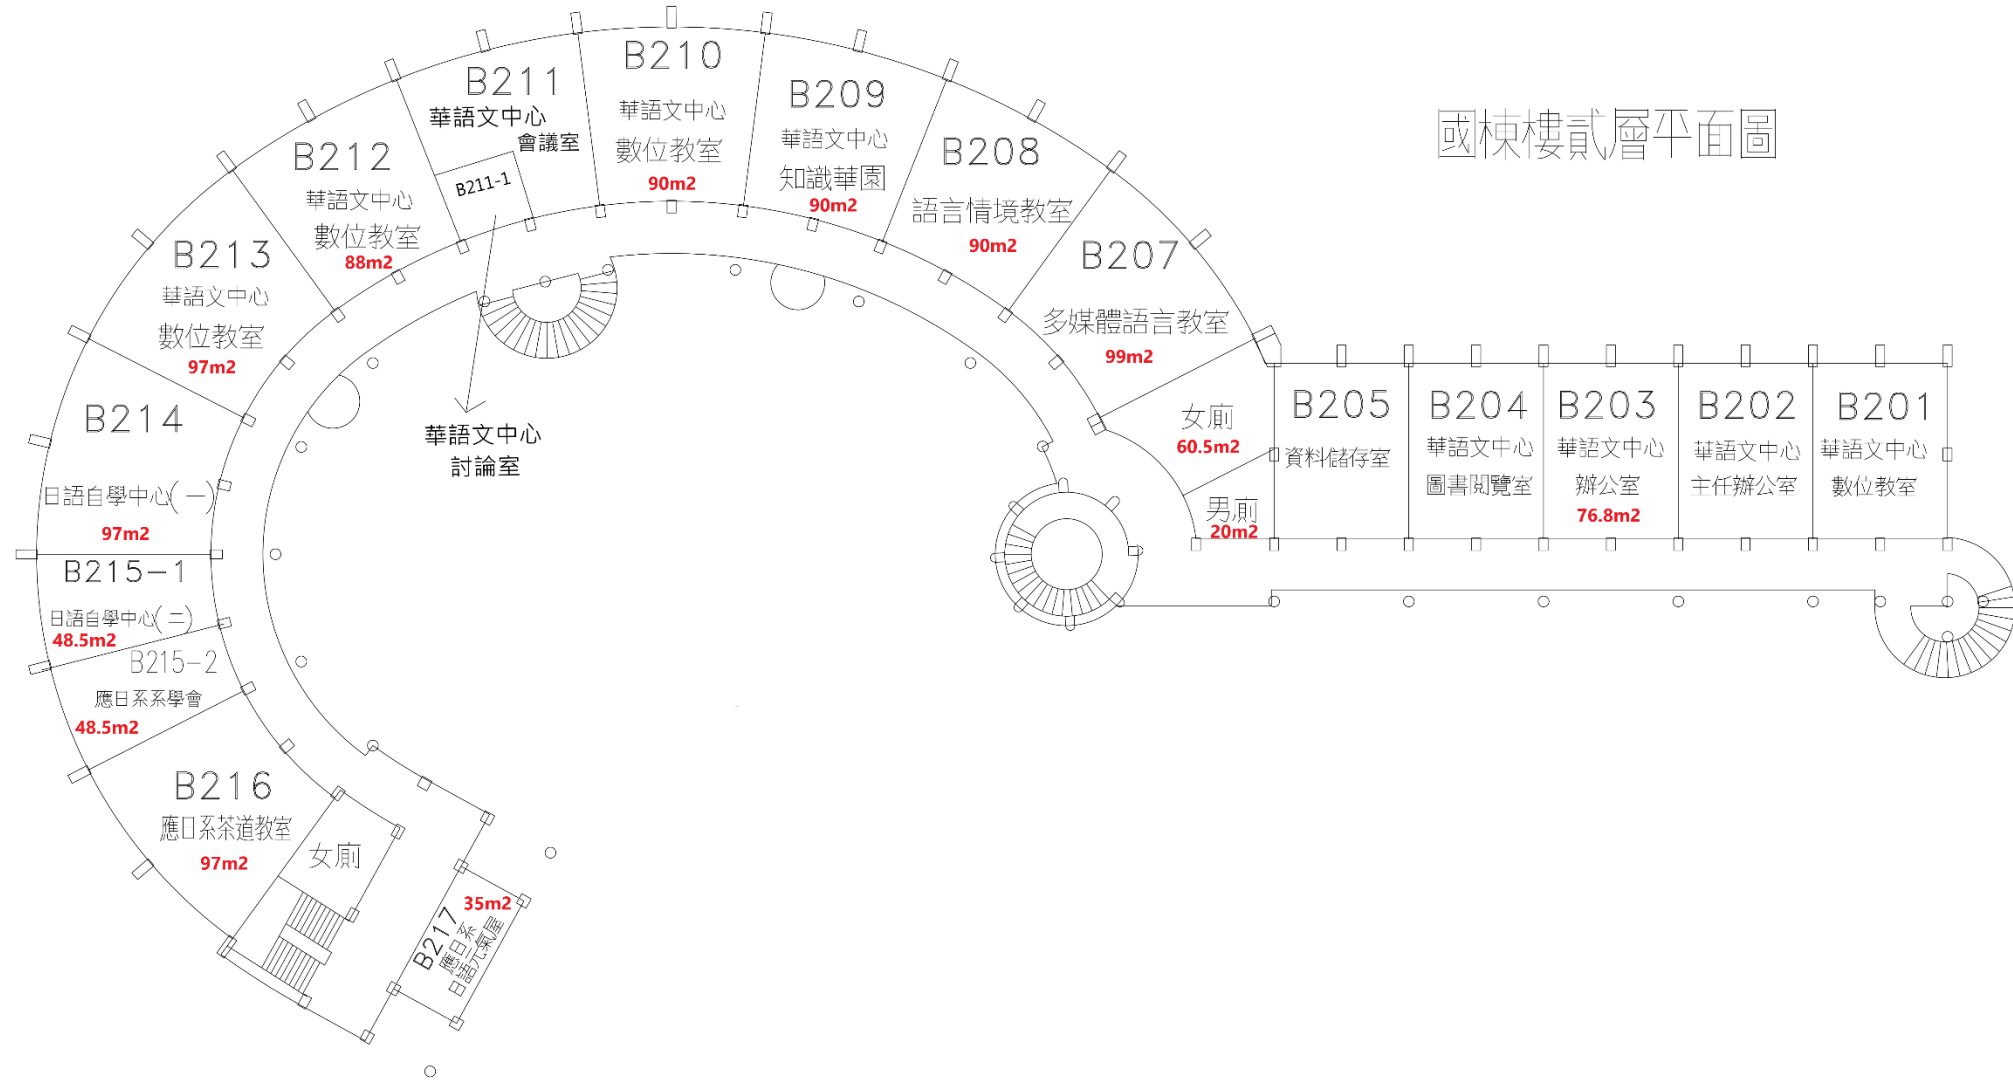 國棟樓貳層平面圖
B210
華語文中心
數位教室
90m2
B211
華語文中心
會議室
B211-1
華語文中心
討論室
B209
華語文中心
知識華園
90m2
B208
語言情境教室
90m2
B207
多媒體語言教室
99m2
B212
華語文中心
數位教室
88m2
B213
華語文中心
數位教室
97m2
B214
日語自學中心(一)
97m2
B215-1
日語自學中心(二)
48.5m2
B215-2
應日系系學會
48.5m2
B216
應日系茶道教室
97m2
女廁
B217
應日系
日語元氣屋
35m2
女廁
60.5m2
男廁
20m2
B205
資料儲存室
B204
華語文中心
圖書閱覽室
B203
華語文中心
辦公室
76.8m2
B202
華語文中心
主任辦公室
B201
華語文中心
數位教室